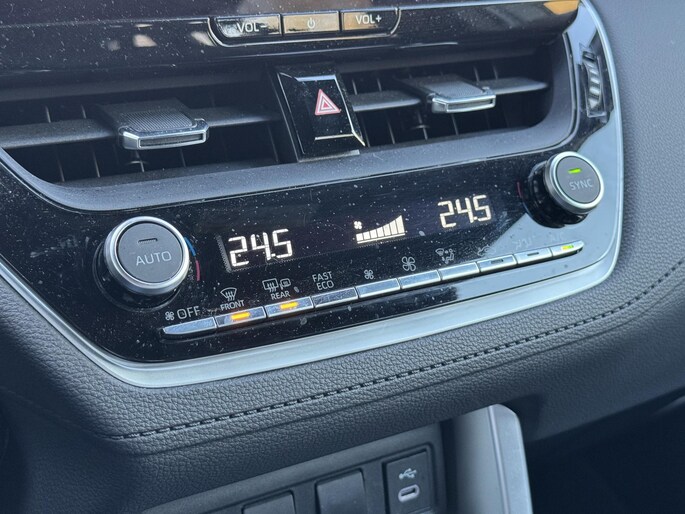 VOL− VOL+
24.5 24.5
AUTO SYNC
OFF FRONT REAR FAST
ECO